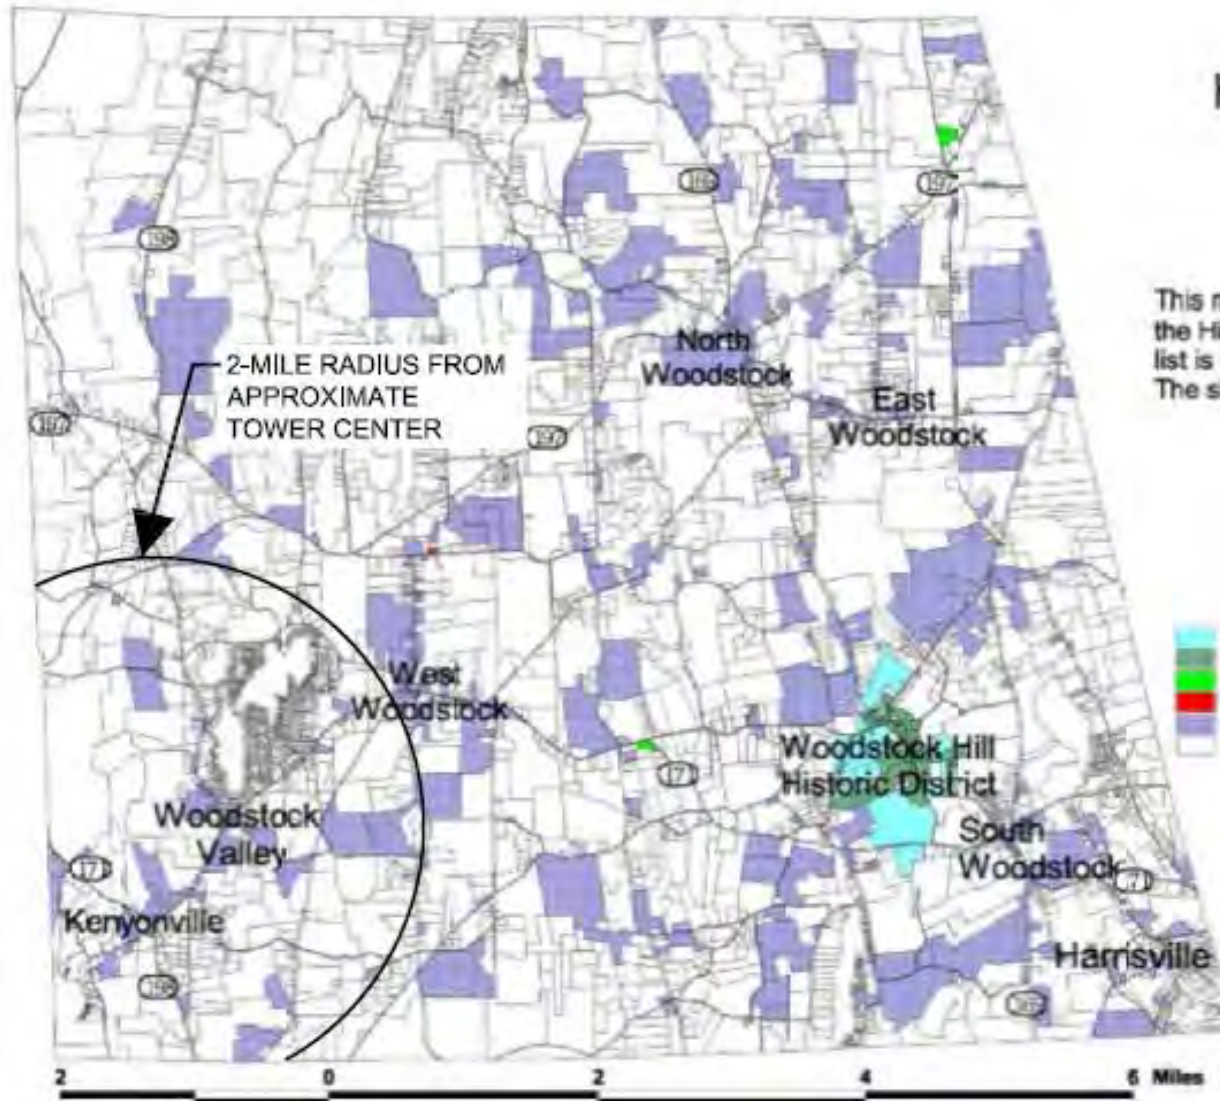 169
197
198
This
the
list is
The
North
Woodstock
2-MILE RADIUS FROM
APPROXIMATE
TOWER CENTER
197
197
East
Woodstock
West
Woodstock
Woodstock Hill
Historic District
171
Woodstock
Valley
South
Woodstock
171
Kenyonville
Harrisville
198
2 0 2 4 6 Miles